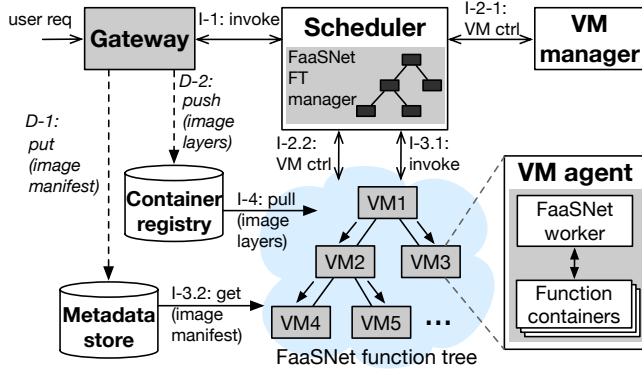 user req
Gateway
I-1: invoke
Scheduler
FaaSNet
FT
manager
I-2-1:
VM ctrl
VM
manager
D-1:
put
(image
manifest)
D-2:
push
(image
layers)
I-2.2:
VM ctrl
I-3.1:
invoke
Container
registry
I-4: pull
(image
layers)
VM1
VM2
VM3
VM4
VM5
...
Metadata
store
I-3.2: get
(image
manifest)
FaaSNet function tree
VM agent
FaaSNet
worker
Function
containers